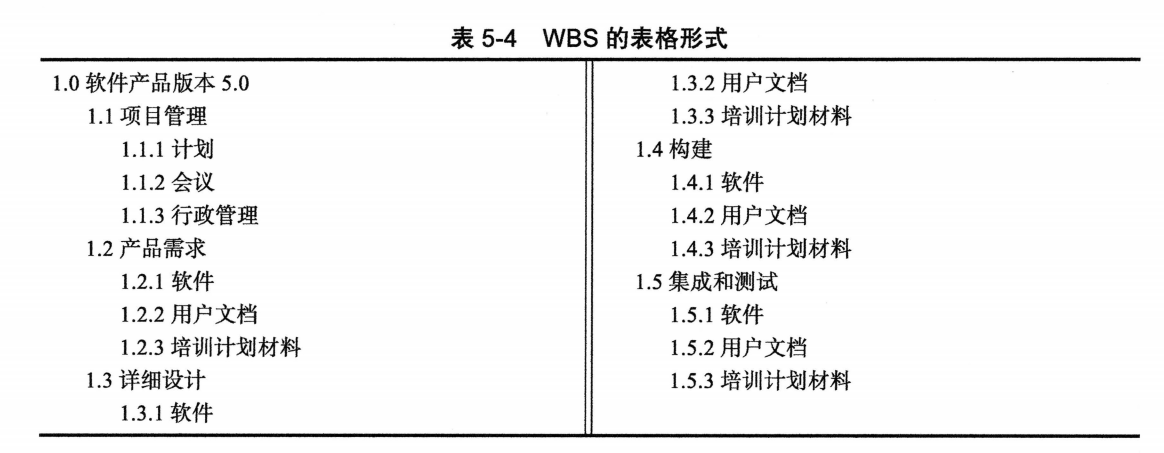 表 5-4 WBS 的表格形式
1.0 软件产品版本 5.0
1.1 项目管理
1.1.1 计划
1.1.2 会议
1.1.3 行政管理
1.2 产品需求
1.2.1 软件
1.2.2 用户文档
1.2.3 培训计划材料
1.3 详细设计
1.3.1 软件
1.3.2 用户文档
1.3.3 培训计划材料
1.4 构建
1.4.1 软件
1.4.2 用户文档
1.4.3 培训计划材料
1.5 集成和测试
1.5.1 软件
1.5.2 用户文档
1.5.3 培训计划材料